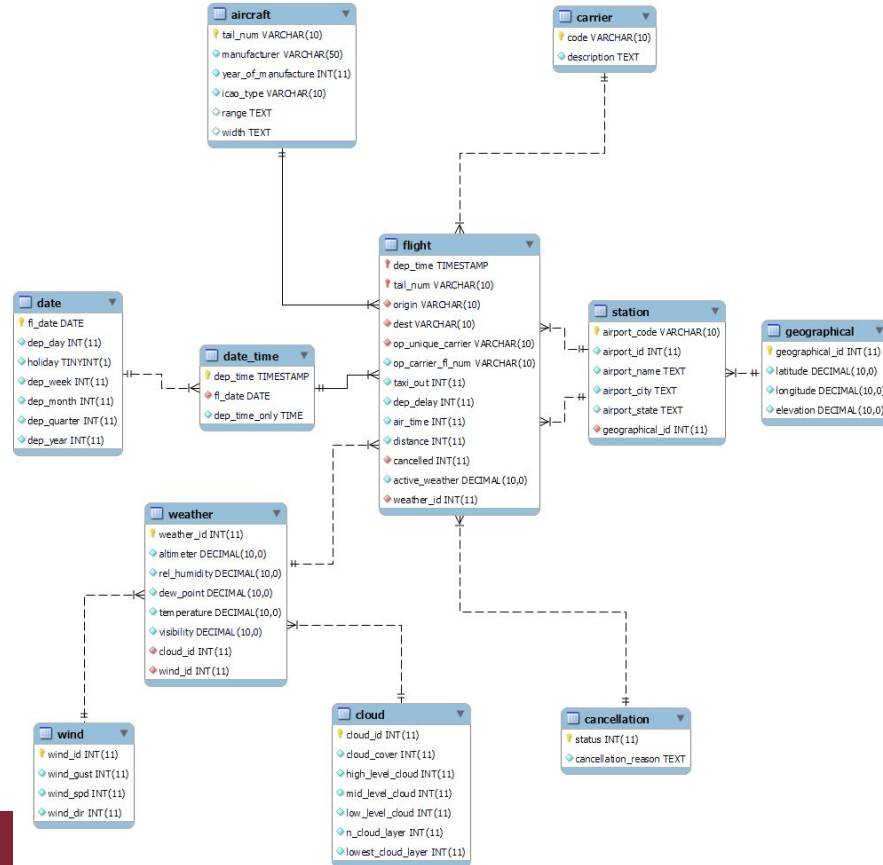 aircraft
tail_num VARCHAR(10)
manufacturer VARCHAR(50)
year_of_manufacture INT(11)
icao_type VARCHAR(10)
range TEXT
width TEXT
carrier
code VARCHAR(10)
description TEXT
flight
dep_time TIMESTAMP
tail_num VARCHAR(10)
origin VARCHAR(10)
dest VARCHAR(10)
op_unique_carrier VARCHAR(10)
op_carrier_fl_num VARCHAR(10)
taxi_out INT(11)
dep_delay INT(11)
air_time INT(11)
distance INT(11)
cancelled INT(11)
active_weather DECIMAL(10,0)
weather_id INT(11)
date
fl_date DATE
dep_day INT(11)
holiday TINYINT(1)
dep_week INT(11)
dep_month INT(11)
dep_quarter INT(11)
dep_year INT(11)
date_time
dep_time TIMESTAMP
fl_date DATE
dep_time_only TIME
station
airport_code VARCHAR(10)
airport_id INT(11)
airport_name TEXT
airport_city TEXT
airport_state TEXT
geographical_id INT(11)
geographical
geographical_id INT(11)
latitude DECIMAL(10,0)
longitude DECIMAL(10,0)
elevation DECIMAL(10,0)
weather
weather_id INT(11)
altimeter DECIMAL(10,0)
rel_humidity DECIMAL(10,0)
dew_point DECIMAL(10,0)
temperature DECIMAL(10,0)
visibility DECIMAL(10,0)
cloud_id INT(11)
wind_id INT(11)
wind
wind_id INT(11)
wind_gust INT(11)
wind_spd INT(11)
wind_dir INT(11)
cloud
cloud_id INT(11)
cloud_cover INT(11)
high_level_cloud INT(11)
mid_level_cloud INT(11)
low_level_cloud INT(11)
n_cloud_layer INT(11)
lowest_cloud_layer INT(11)
cancellation
status INT(11)
cancellation_reason TEXT